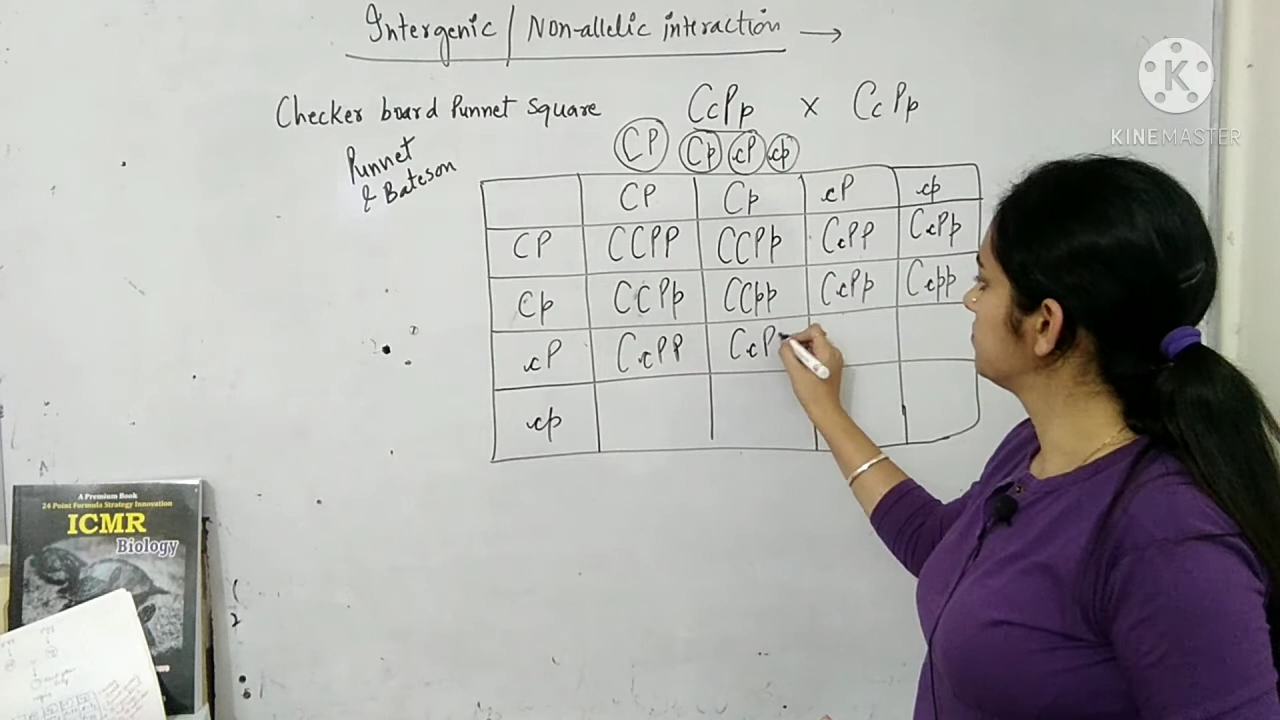 Intergenic / Non-allelic interaction →
Checker board Punnet Square CcPp × CcPp
Punnet
& Bateson
CP Cp cP cp
CP Cp cP cp
CP CCPP CCPp CcPP CcPp
Cp CCPp CCpp CcPp Ccpp
cP CcPP CcP
cp
KINEMASTER
A Premium Book
24 Point Formula Strategy Innovation
ICMR
Biology